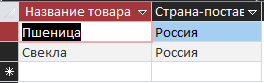 Название товара Страна-постав
Пшеница Россия
Свекла Россия